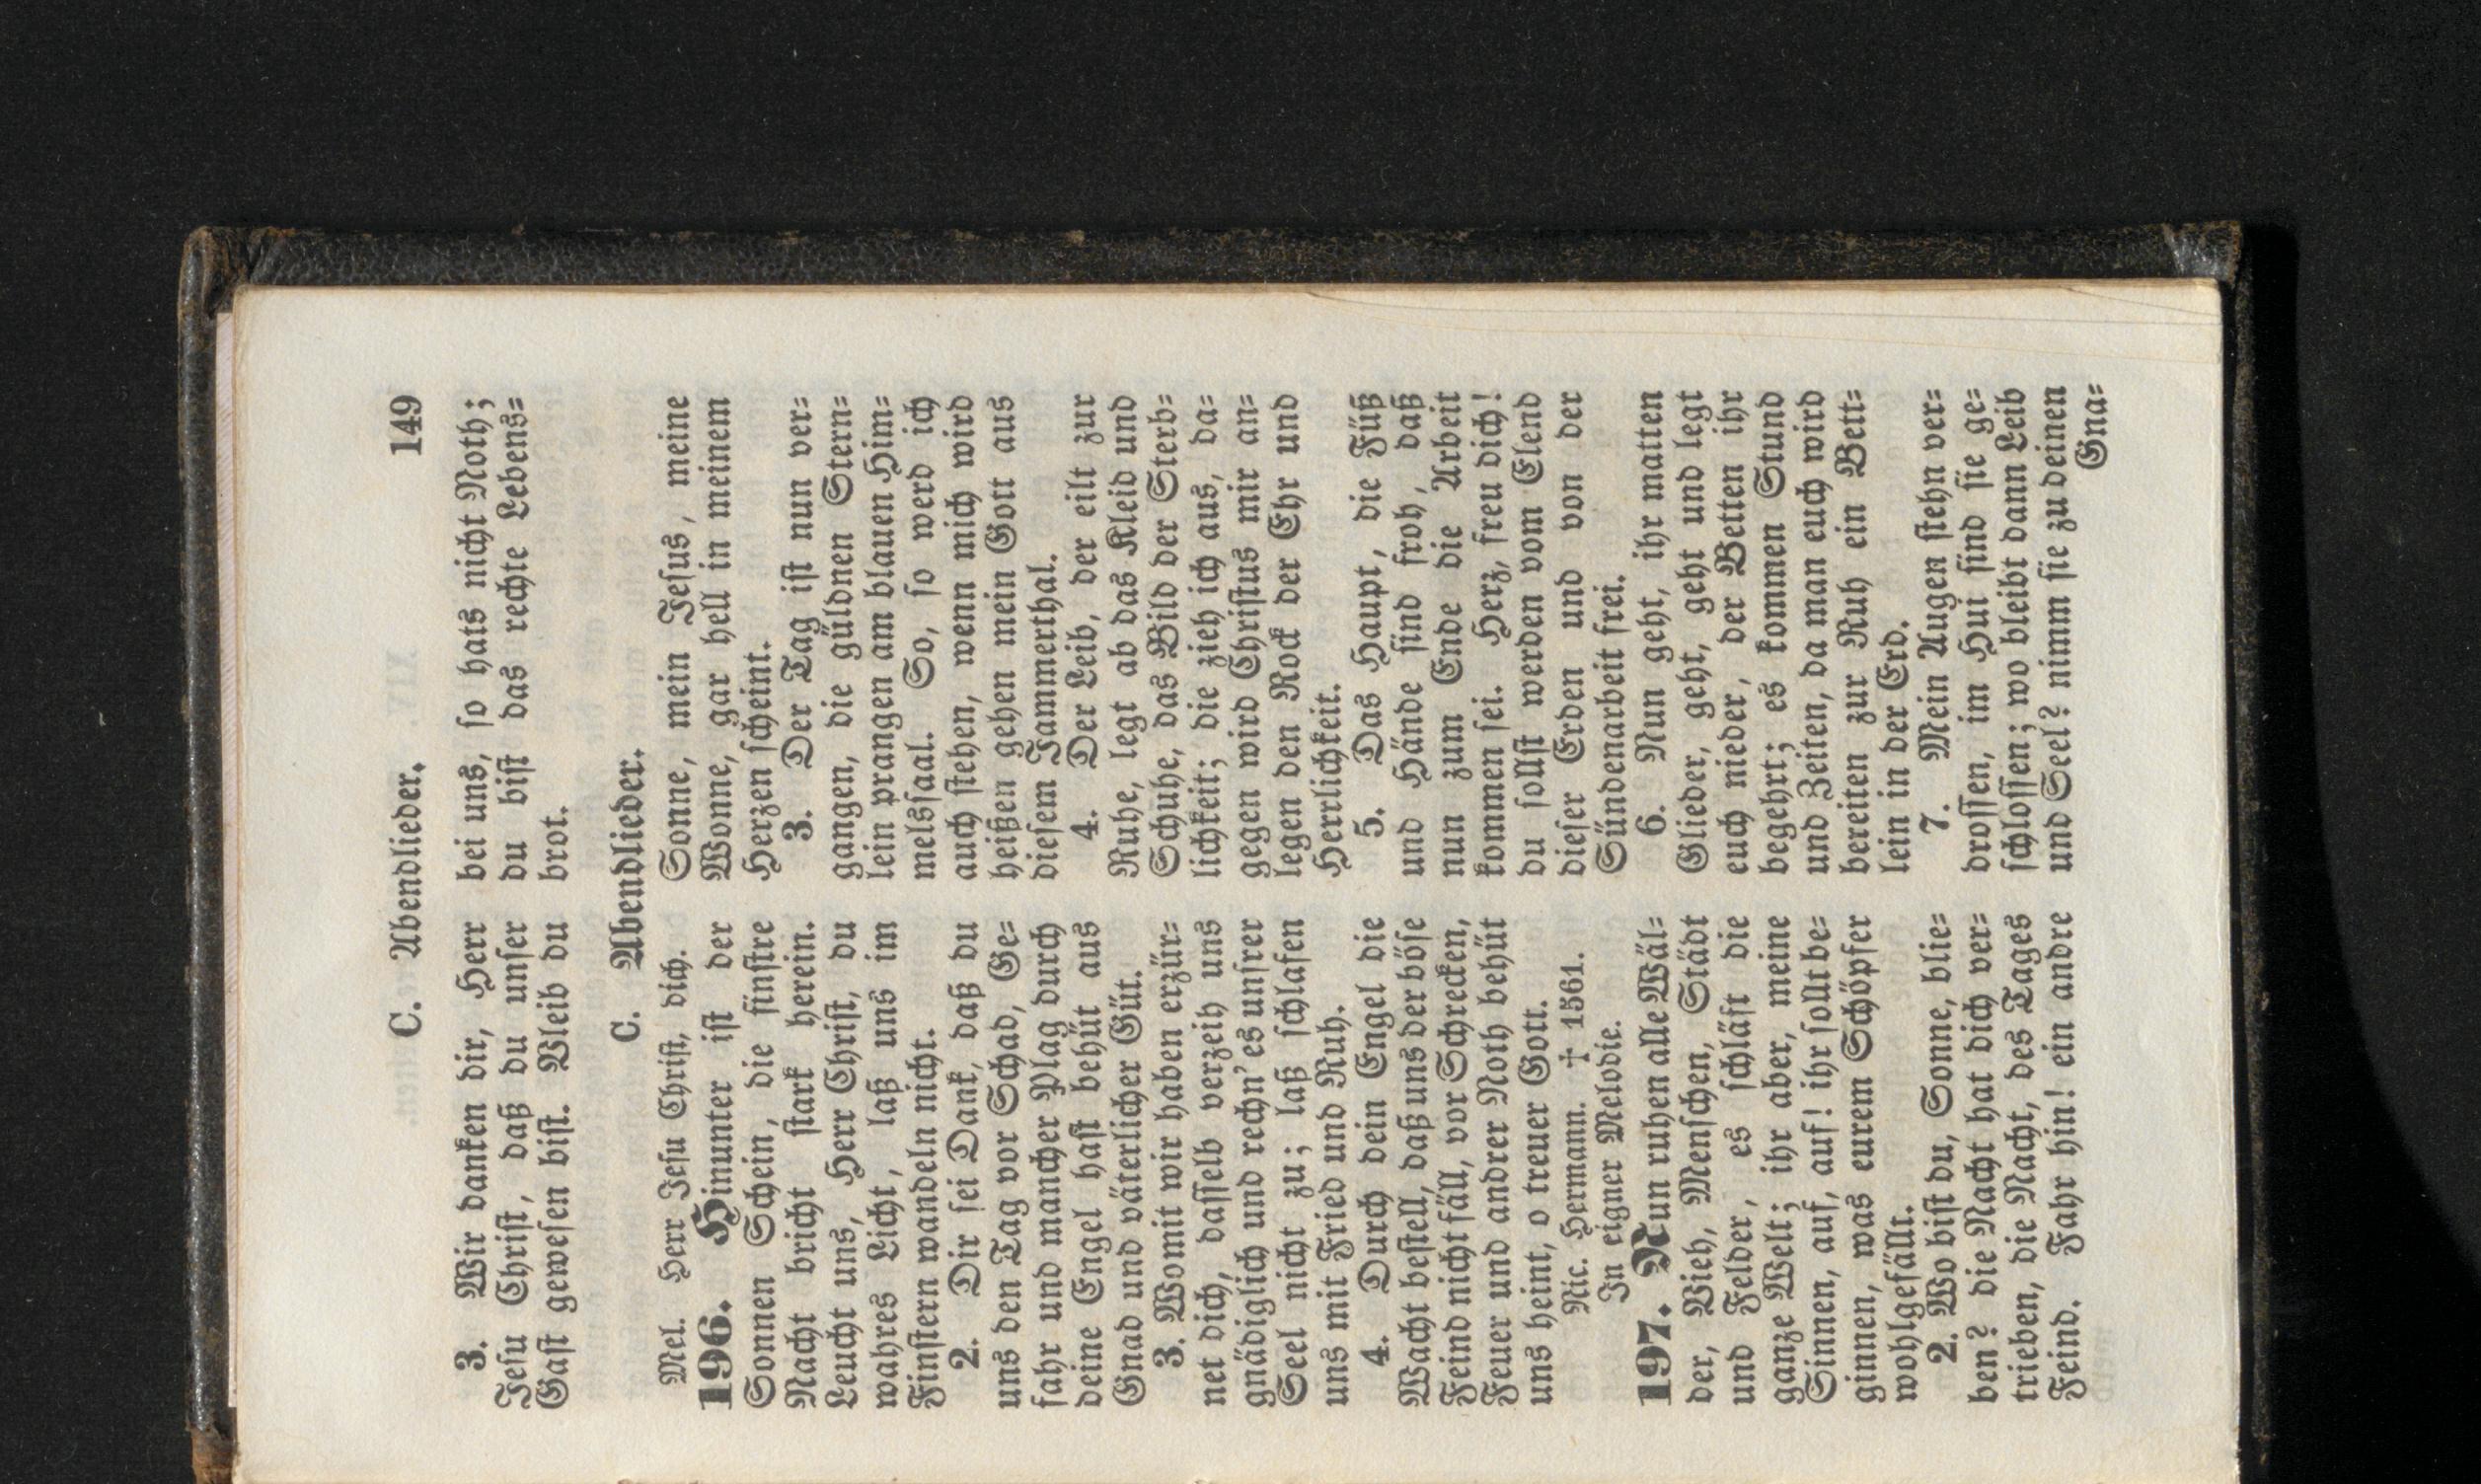 C. Abendlieder. 149
3. Wir danken dir, Herr
Jesu Christ, daß du unser
Gast gewesen bist. Bleib du
bei uns, so hats nicht Noth;
du bist das rechte Lebens=
brot.
C. Abendlieder.
Mel. Herr Jesu Christ, dich.
196. Hinunter ist der
Sonnen Schein, die finstre
Nacht bricht stark herein.
Leucht uns, Herr Christ, du
wahres Licht, laß uns im
Finstern wandeln nicht.
2. Dir sei Dank, daß du
uns den Tag vor Schad, Ge=
fahr und mancher Plag durch
deine Engel hast behüt aus
Gnad und väterlicher Güt.
3. Womit wir haben erzür=
net dich, dasselb verzeih uns
gnädiglich und rechn' es unsrer
Seel nicht zu; laß schlafen
uns mit Fried und Ruh.
4. Durch dein Engel die
Wacht bestell, daß uns der böse
Feind nicht fäll, vor Schrecken,
Feuer und andrer Noth behüt
uns heint, o treuer Gott.
Nic. Hermann. † 1561.
In eigner Melodie.
197. Nun ruhen alle Wäl=
der, Vieh, Menschen, Städt
und Felder, es schläft die
ganze Welt; ihr aber, meine
Sinnen, auf, auf! ihr sollt be=
ginnen, was eurem Schöpfer
wohlgefällt.
2. Wo bist du, Sonne, blie=
ben? die Nacht hat dich ver=
trieben, die Nacht, des Tages
Feind. Fahr hin! ein andre
Sonne, mein Jesus, meine
Wonne, gar hell in meinem
Herzen scheint.
3. Der Tag ist nun ver=
gangen, die güldnen Stern=
lein prangen am blauen Him=
melssaal. So, so werd ich
auch stehen, wenn mich wird
heißen gehen mein Gott aus
diesem Jammerthal.
4. Der Leib, der eilt zur
Ruhe, legt ab das Kleid und
Schuhe, das Bild der Sterb=
lichkeit; die zieh ich aus, da=
gegen wird Christus mir an=
legen den Rock der Ehr und
Herrlichkeit.
5. Das Haupt, die Füß
und Hände sind froh, daß
nun zum Ende die Arbeit
kommen sei. Herz, freu dich!
du sollst werden vom Elend
dieser Erden und von der
Sündenarbeit frei.
6. Nun geht, ihr matten
Glieder, geht, geht und legt
euch nieder, der Betten ihr
begehrt; es kommen Stund
und Zeiten, da man euch wird
bereiten zur Ruh ein Bett=
lein in der Erd.
7. Mein Augen stehn ver=
drossen, im Hui sind sie ge=
schlossen; wo bleibt dann Leib
und Seel? nimm sie zu deinen
Gna=